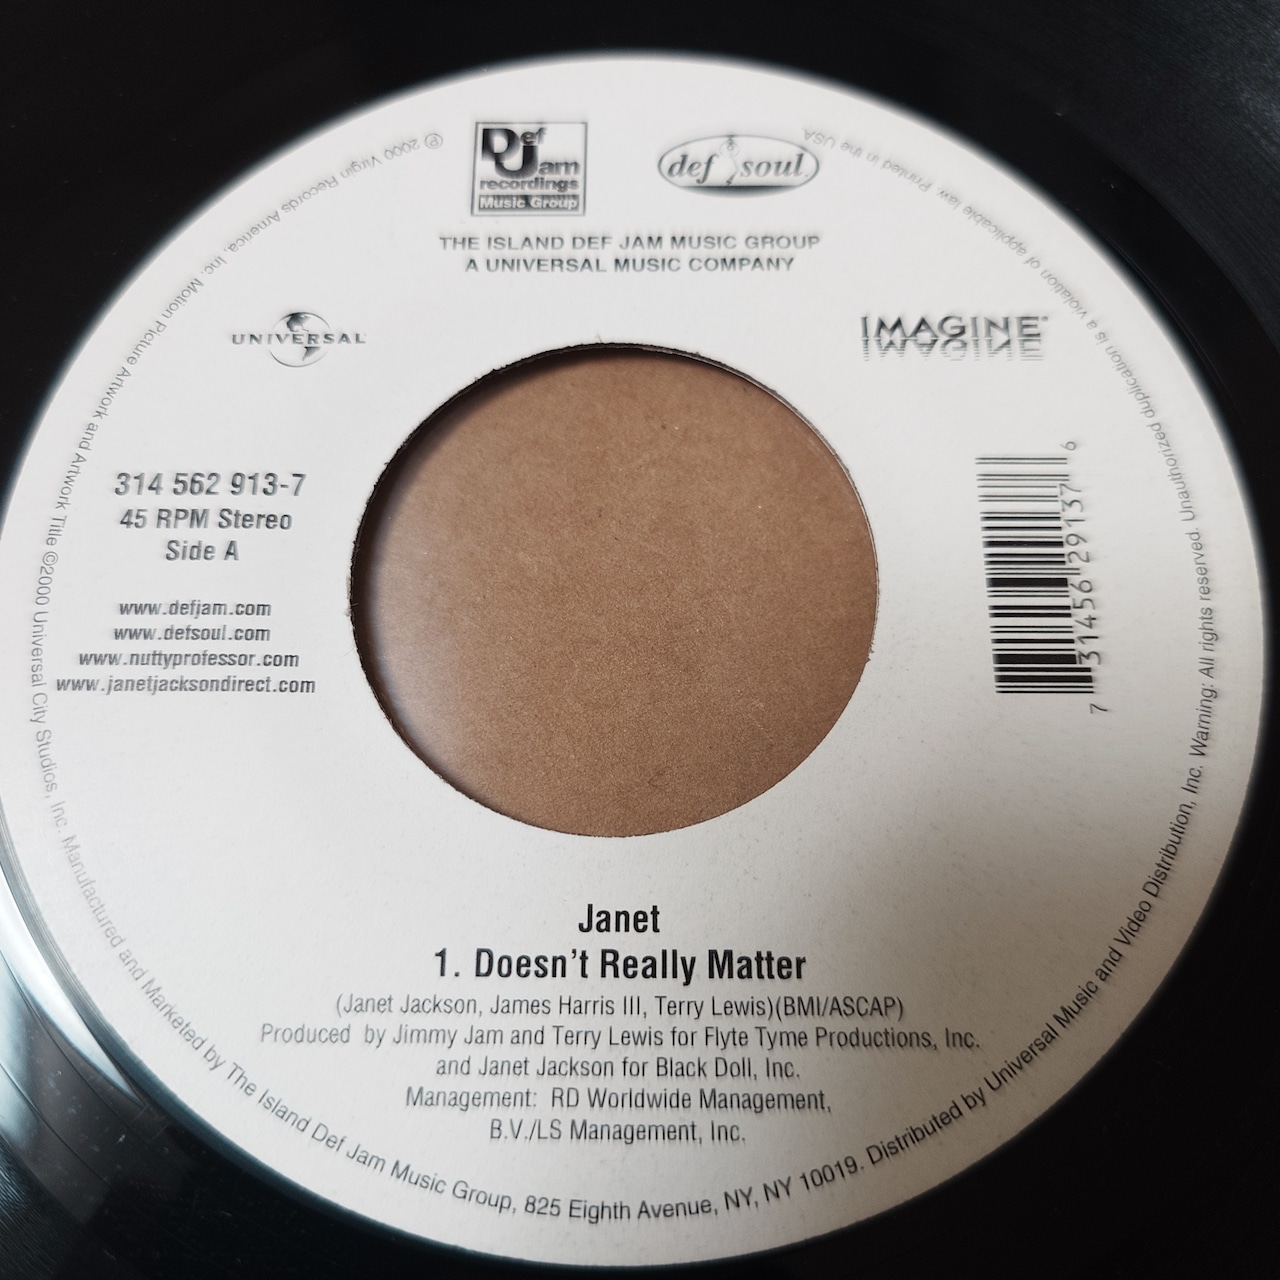 Def
Jam
recordings
Music Group
def soul
THE ISLAND DEF JAM MUSIC GROUP
A UNIVERSAL MUSIC COMPANY
UNIVERSAL
IMAGINE
314 562 913-7
45 RPM Stereo
Side A
www.defjam.com
www.defsoul.com
www.nuttyprofessor.com
www.janetjacksondirect.com
7 31456 29137 6
Janet
1. Doesn't Really Matter
(Janet Jackson, James Harris III, Terry Lewis)(BMI/ASCAP)
Produced by Jimmy Jam and Terry Lewis for Flyte Tyme Productions, Inc.
and Janet Jackson for Black Doll, Inc.
Management: RD Worldwide Management,
B.V./LS Management, Inc.
℗ 2000 Virgin Records America, Inc. Motion Picture Artwork and Artwork Title ©2000 Universal City Studios, Inc. Manufactured and Marketed by The Island Def Jam Music Group, 825 Eighth Avenue, NY, NY 10019. Distributed by Universal Music and Video Distribution, Inc. Warning: All rights reserved. Unauthorized duplication is a violation of applicable law. Printed in the USA